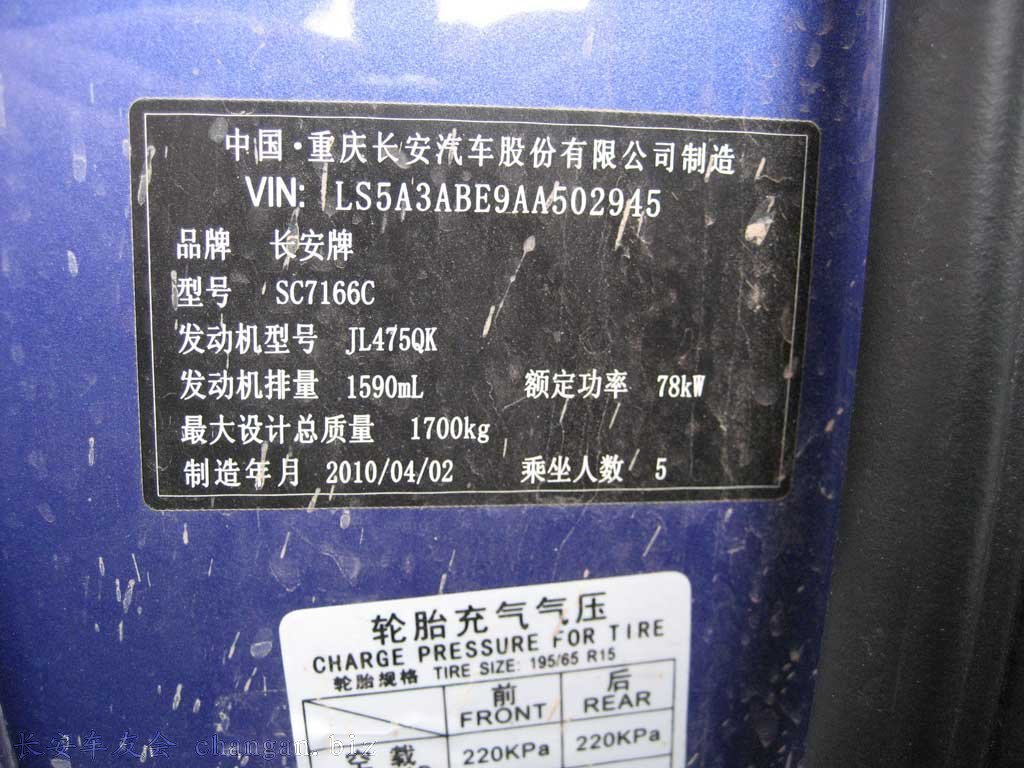 中国·重庆长安汽车股份有限公司制造
VIN: LS5A3ABE9AA502945
品牌 长安牌
型号 SC7166C
发动机型号 JL475QK
发动机排量 1590mL 额定功率 78kW
最大设计总质量 1700kg
制造年月 2010/04/02 乘坐人数 5
轮胎充气气压
CHARGE PRESSURE FOR TIRE
轮胎规格 TIRE SIZE: 195/65 R15
前 后
FRONT REAR
空载 220KPa 220KPa
长安车友会 changan.biz